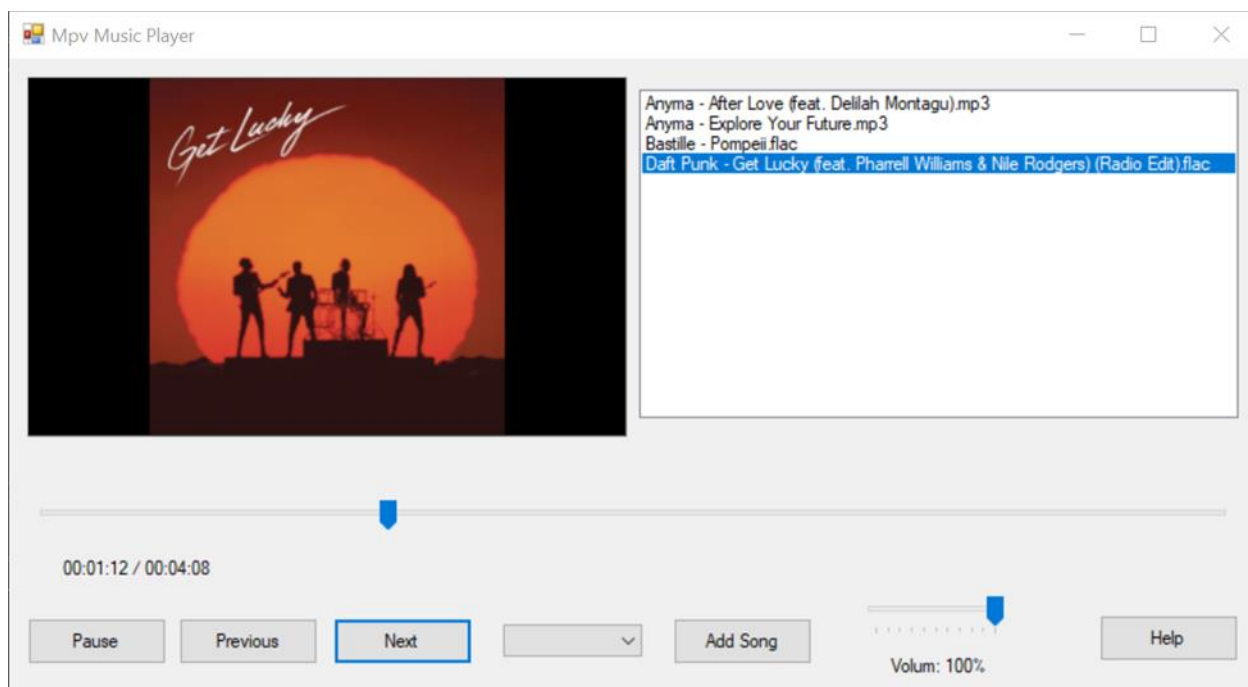 Mpv Music Player
Get Lucky
Anyma - After Love (feat. Delilah Montagu).mp3
Anyma - Explore Your Future.mp3
Bastille - Pompeii.flac
Daft Punk - Get Lucky (feat. Pharrell Williams & Nile Rodgers) (Radio Edit).flac
00:01:12 / 00:04:08
Pause
Previous
Next
Add Song
Volum: 100%
Help